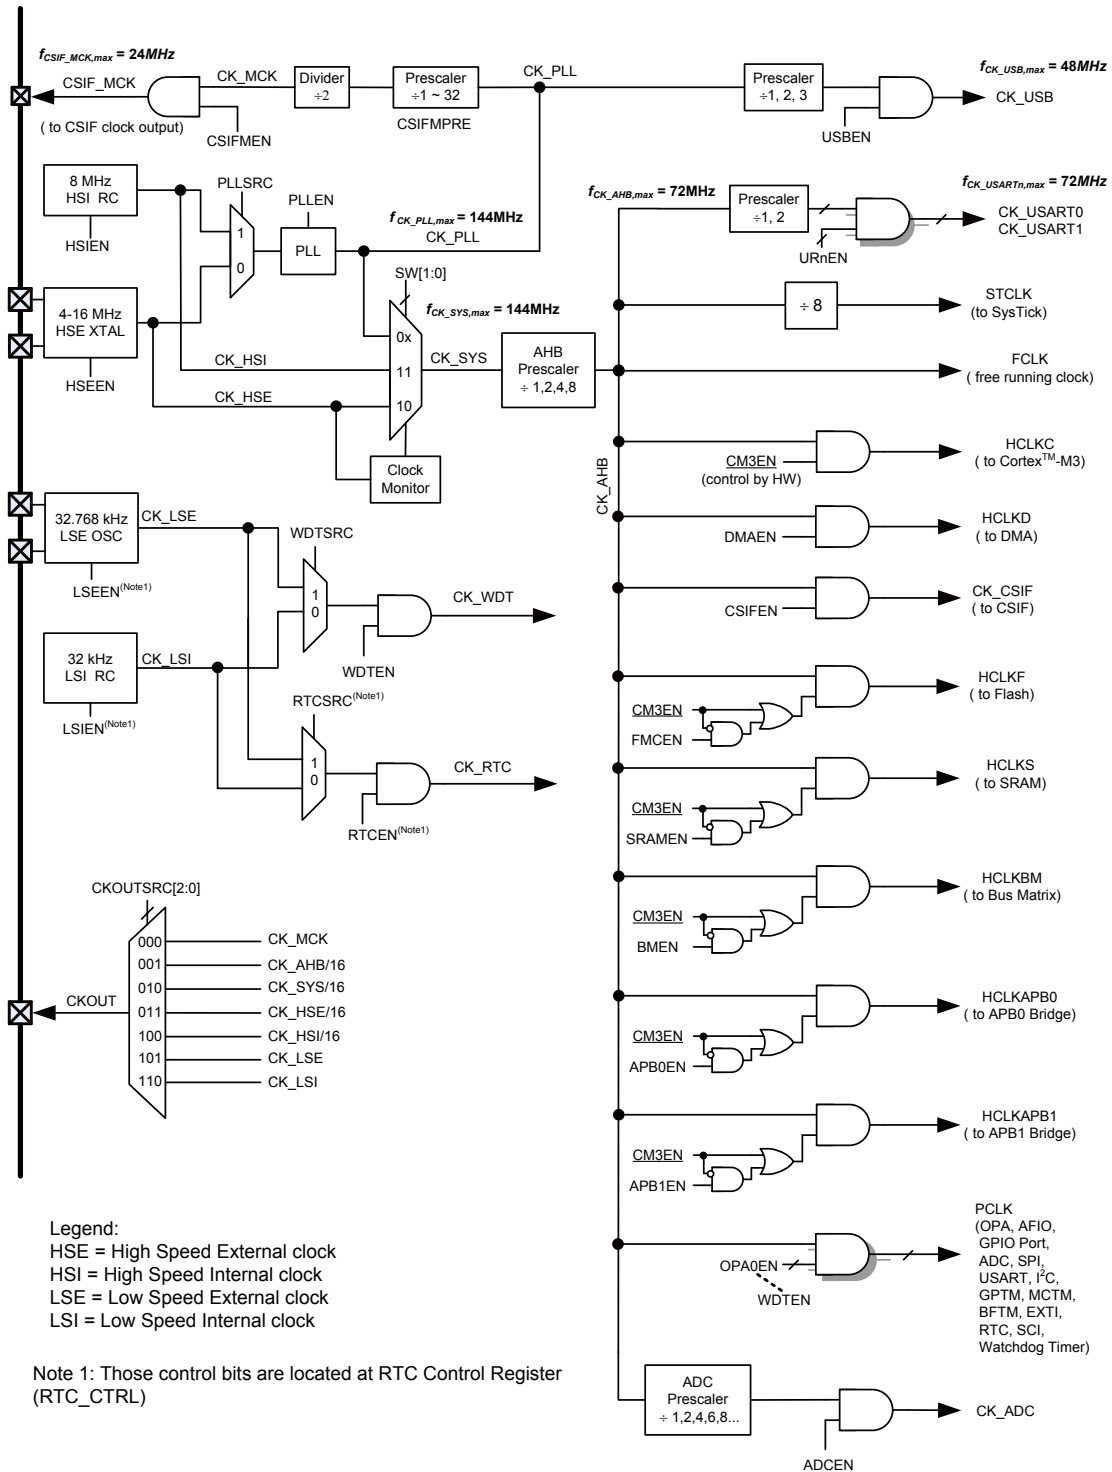 fCSIF_MCK,max = 24MHz
CSIF_MCK
( to CSIF clock output)
CK_MCK
CSIFMEN
Divider
÷2
Prescaler
÷1 ~ 32
CSIFMPRE
CK_PLL
Prescaler
÷1, 2, 3
USBEN
fCK_USB,max = 48MHz
CK_USB
8 MHz
HSI RC
HSIEN
PLLSRC
1
0
PLLEN
PLL
fCK_PLL,max = 144MHz
CK_PLL
4-16 MHz
HSE XTAL
HSEEN
SW[1:0]
0x
11
10
fCK_SYS,max = 144MHz
CK_HSI
CK_HSE
CK_SYS
AHB
Prescaler
÷ 1,2,4,8
Clock
Monitor
fCK_AHB,max = 72MHz
CK_AHB
Prescaler
÷1, 2
URnEN
fCK_USARTn,max = 72MHz
CK_USART0
CK_USART1
÷ 8
STCLK
(to SysTick)
FCLK
( free running clock)
CM3EN
(control by HW)
HCLKC
( to Cortex™-M3)
DMAEN
HCLKD
( to DMA)
CSIFEN
CK_CSIF
( to CSIF)
CM3EN
FMCEN
HCLKF
( to Flash)
CM3EN
SRAMEN
HCLKS
( to SRAM)
CM3EN
BMEN
HCLKBM
( to Bus Matrix)
CM3EN
APB0EN
HCLKAPB0
( to APB0 Bridge)
CM3EN
APB1EN
HCLKAPB1
( to APB1 Bridge)
OPA0EN
WDTEN
PCLK
(OPA, AFIO,
GPIO Port,
ADC, SPI,
USART, I²C,
GPTM, MCTM,
BFTM, EXTI,
RTC, SCI,
Watchdog Timer)
ADC
Prescaler
÷ 1,2,4,6,8...
ADCEN
CK_ADC
32.768 kHz
LSE OSC
CK_LSE
LSEEN(Note1)
WDTSRC
1
0
WDTEN
CK_WDT
32 kHz
LSI RC
CK_LSI
LSIEN(Note1)
RTCSRC(Note1)
1
0
RTCEN(Note1)
CK_RTC
CKOUTSRC[2:0]
CKOUT
000 CK_MCK
001 CK_AHB/16
010 CK_SYS/16
011 CK_HSE/16
100 CK_HSI/16
101 CK_LSE
110 CK_LSI
Legend:
HSE = High Speed External clock
HSI = High Speed Internal clock
LSE = Low Speed External clock
LSI = Low Speed Internal clock
Note 1: Those control bits are located at RTC Control Register
(RTC_CTRL)